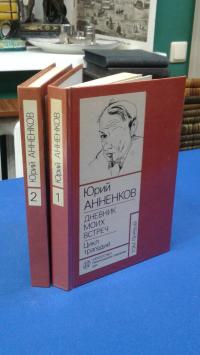 Юрий АННЕНКОВ
2
Юрий АННЕНКОВ
1
Юрий
АННЕНКОВ
ДНЕВНИК
МОИХ
ВСТРЕЧ
Цикл
трагедий